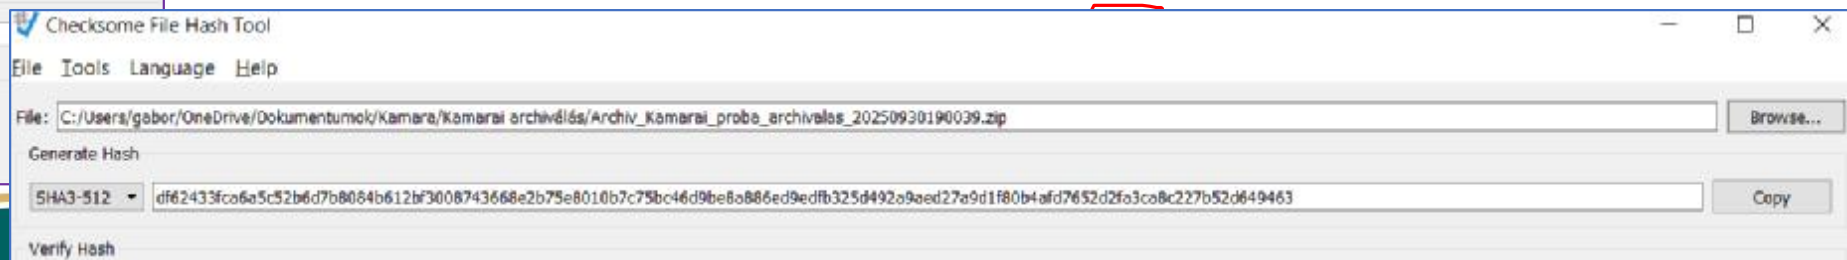 Checksome File Hash Tool
File Tools Language Help
File: C:/Users/gabor/OneDrive/Dokumentumok/Kamara/Kamarai archiválás/Archiv_Kamarai_proba_archivalas_20250930190039.zip Browse...
Generate Hash
SHA3-512 df62433fca6a5c52b6d7b8084b612bf3008743668e2b75e8010b7c75bc46d9be8a886ed9edfb325d492a9aed27a9d1f80b4afd7652d2fa3ca8c227b52d649463 Copy
Verify Hash